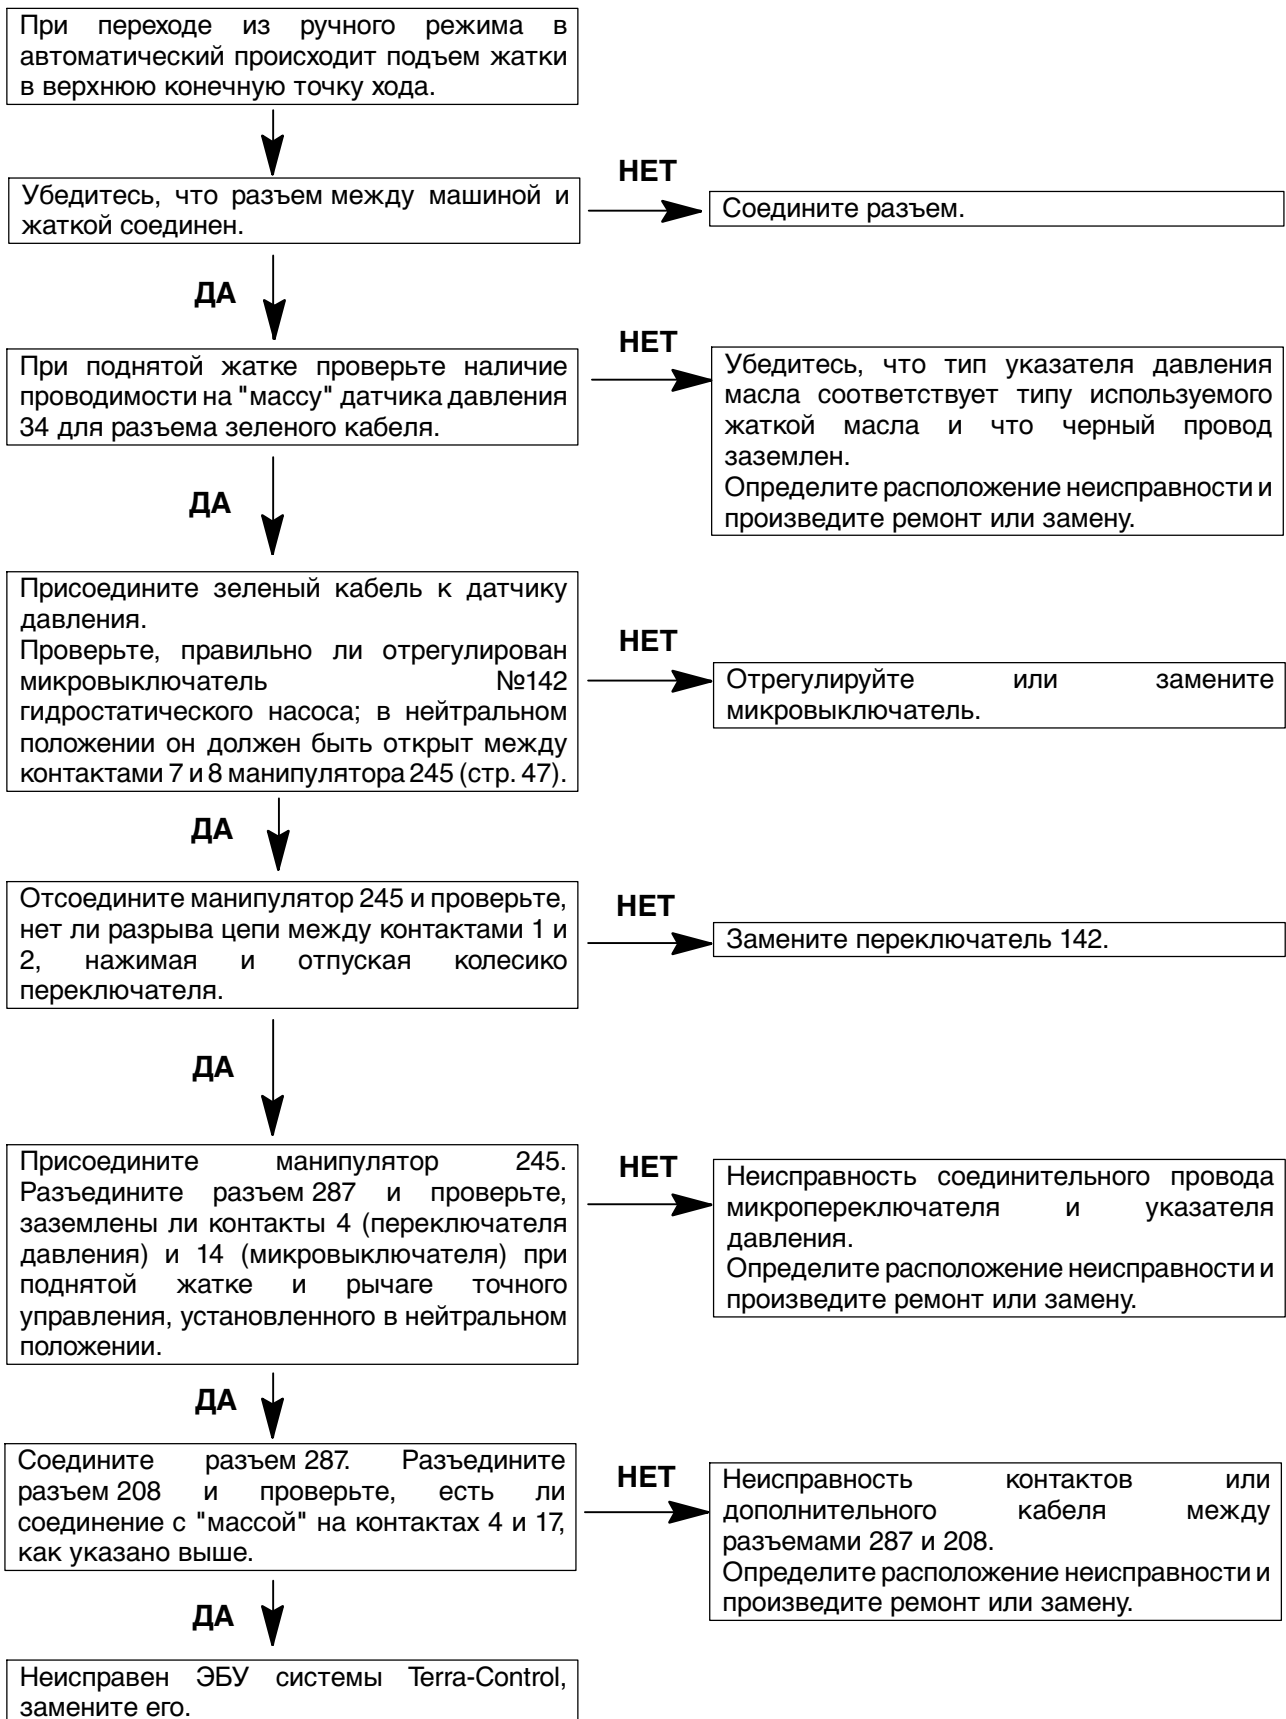 При переходе из ручного режима в
автоматический происходит подъем жатки
в верхнюю конечную точку хода.
Убедитесь, что разъем между машиной и
жаткой соединен.
НЕТ
Соедините разъем.
ДА
При поднятой жатке проверьте наличие
проводимости на "массу" датчика давления
34 для разъема зеленого кабеля.
НЕТ
Убедитесь, что тип указателя давления
масла соответствует типу используемого
жаткой масла и что черный провод
заземлен.
Определите расположение неисправности и
произведите ремонт или замену.
ДА
Присоедините зеленый кабель к датчику
давления.
Проверьте, правильно ли отрегулирован
микровыключатель №142
гидростатического насоса; в нейтральном
положении он должен быть открыт между
контактами 7 и 8 манипулятора 245 (стр. 47).
НЕТ
Отрегулируйте или замените
микровыключатель.
ДА
Отсоедините манипулятор 245 и проверьте,
нет ли разрыва цепи между контактами 1 и
2, нажимая и отпуская колесико
переключателя.
НЕТ
Замените переключатель 142.
ДА
Присоедините манипулятор 245.
Разъедините разъем 287 и проверьте,
заземлены ли контакты 4 (переключателя
давления) и 14 (микровыключателя) при
поднятой жатке и рычаге точного
управления, установленного в нейтральном
положении.
НЕТ
Неисправность соединительного провода
микропереключателя и указателя
давления.
Определите расположение неисправности и
произведите ремонт или замену.
ДА
Соедините разъем 287. Разъедините
разъем 208 и проверьте, есть ли
соединение с "массой" на контактах 4 и 17,
как указано выше.
НЕТ
Неисправность контактов или
дополнительного кабеля между
разъемами 287 и 208.
Определите расположение неисправности и
произведите ремонт или замену.
ДА
Неисправен ЭБУ системы Terra-Control,
замените его.